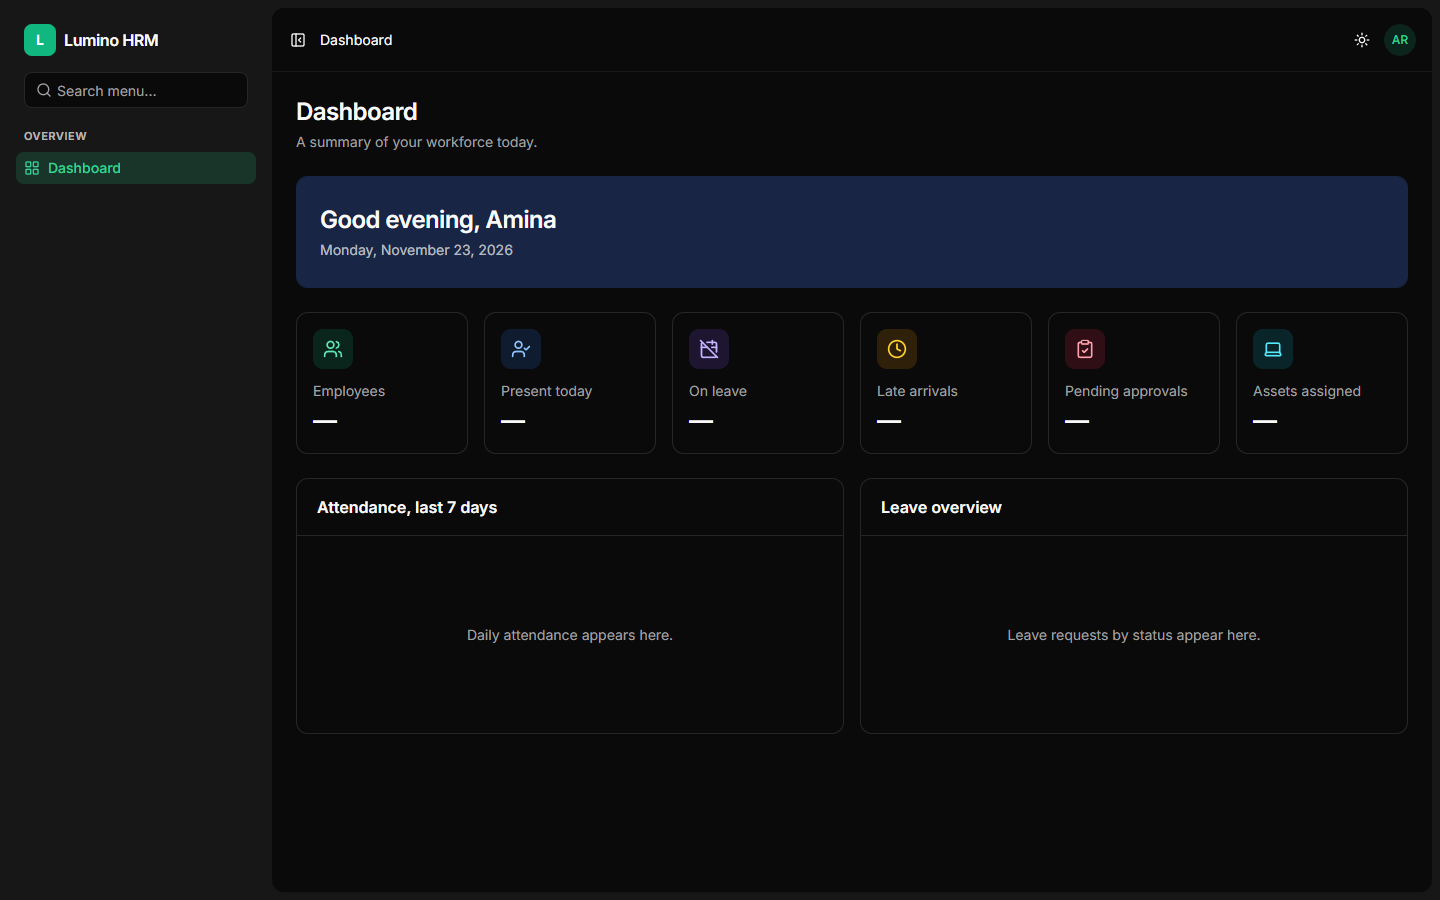 L Lumino HRM
Search menu...
OVERVIEW
Dashboard
Dashboard
AR
Dashboard
A summary of your workforce today.
Good evening, Amina
Monday, November 23, 2026
Employees
—
Present today
—
On leave
—
Late arrivals
—
Pending approvals
—
Assets assigned
—
Attendance, last 7 days
Daily attendance appears here.
Leave overview
Leave requests by status appear here.